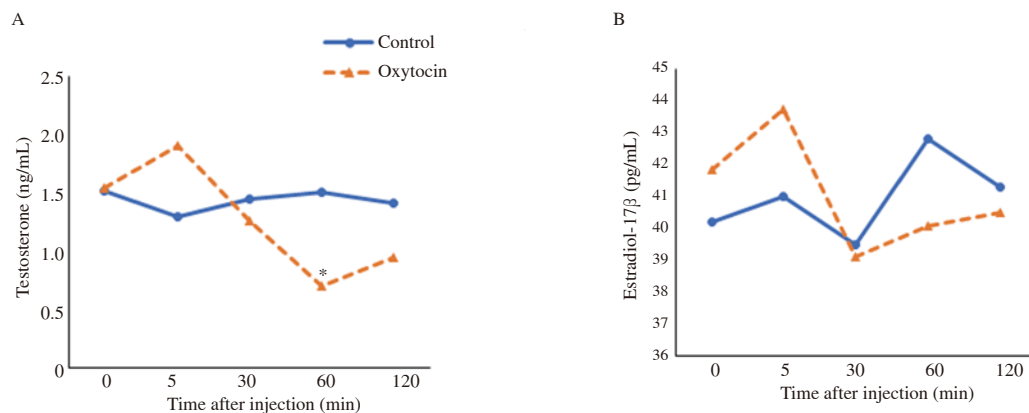 A
Control
Oxytocin
2.5
2.0
1.5
1.0
0.5
0
Testosterone (ng/mL)
*
0 5 30 60 120
Time after injection (min)
B
45
44
43
42
41
40
39
38
37
36
Estradiol-17β (pg/mL)
0 5 30 60 120
Time after injection (min)